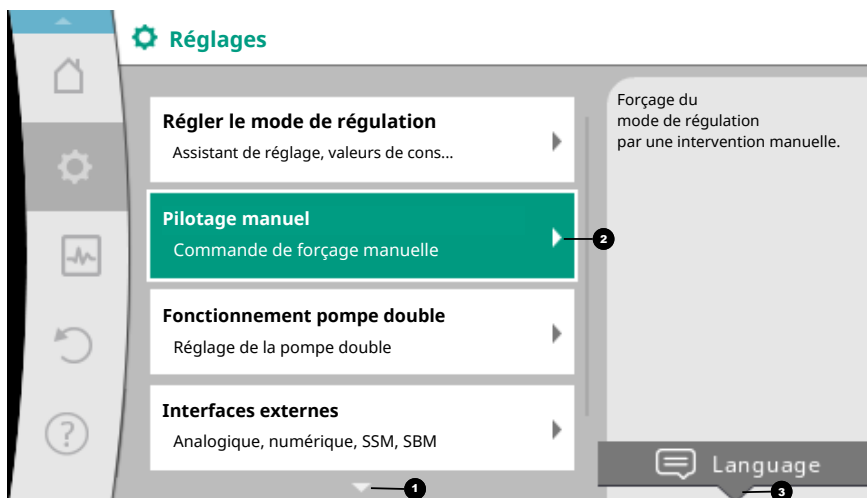 Réglages
Régler le mode de régulation
Assistant de réglage, valeurs de cons...
Pilotage manuel
Commande de forçage manuelle
2
Fonctionnement pompe double
Réglage de la pompe double
Interfaces externes
Analogique, numérique, SSM, SBM
1
Forçage du
mode de régulation
par une intervention manuelle.
Language
3
?